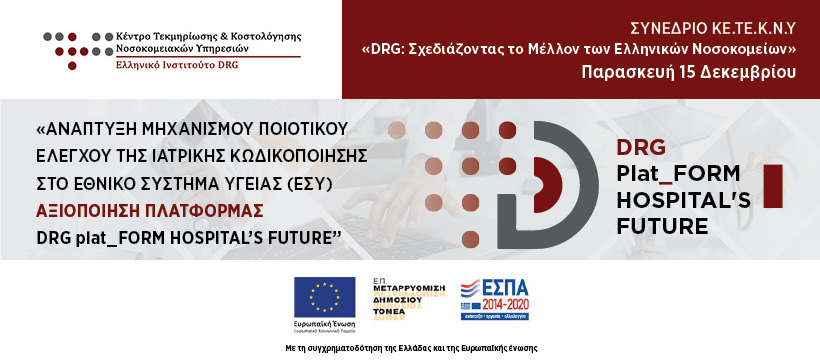 Κέντρο Τεκμηρίωσης & Κοστολόγησης
Νοσοκομειακών Υπηρεσιών
Ελληνικό Ινστιτούτο DRG
ΣΥΝΕΔΡΙΟ ΚΕ.ΤΕ.Κ.Ν.Υ
«DRG: Σχεδιάζοντας το Μέλλον των Ελληνικών Νοσοκομείων»
Παρασκευή 15 Δεκεμβρίου
«ΑΝΑΠΤΥΞΗ ΜΗΧΑΝΙΣΜΟΥ ΠΟΙΟΤΙΚΟΥ
ΕΛΕΓΧΟΥ ΤΗΣ ΙΑΤΡΙΚΗΣ ΚΩΔΙΚΟΠΟΙΗΣΗΣ
ΣΤΟ ΕΘΝΙΚΟ ΣΥΣΤΗΜΑ ΥΓΕΙΑΣ (ΕΣΥ)
ΑΞΙΟΠΟΙΗΣΗ ΠΛΑΤΦΟΡΜΑΣ
DRG plat_FORM HOSPITAL’S FUTURE”
DRG
Plat_FORM
HOSPITAL'S
FUTURE
Ευρωπαϊκή Ένωση
Ευρωπαϊκό Κοινωνικό Ταμείο
Ε.Π.
ΜΕΤΑΡΡΥΘΜΙΣΗ
ΔΗΜΟΣΙΟΥ
ΤΟΜΕΑ
ΕΣΠΑ
2014-2020
ανάπτυξη - εργασία - αλληλεγγύη
Με τη συγχρηματοδότηση της Ελλάδας και της Ευρωπαϊκής ένωσης